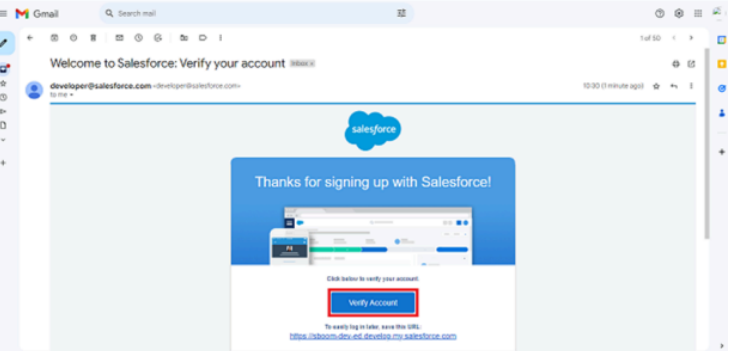 Gmail
Search mail
1 of 50
Welcome to Salesforce: Verify your account Inbox x
developer@salesforce.com <developer@salesforce.com>
10:30 (1 minute ago)
to me
salesforce
Thanks for signing up with Salesforce!
Click below to verify your account:
Verify Account
To easily log in later, save this URL:
https://sboom-dev-ed.develop.my.salesforce.com